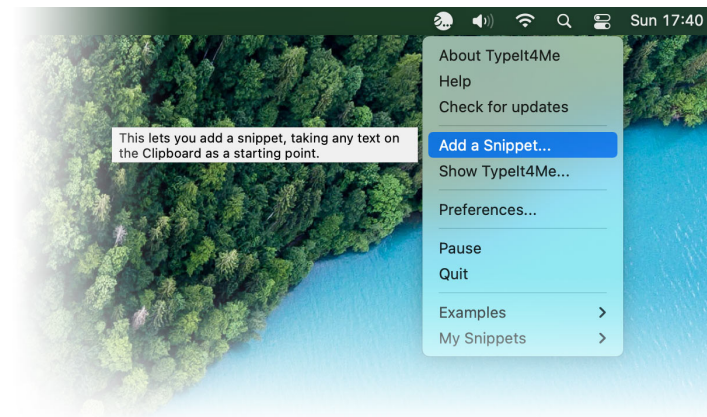 Sun 17:40
About TypeIt4Me
Help
Check for updates
This lets you add a snippet, taking any text on
the Clipboard as a starting point.
Add a Snippet...
Show TypeIt4Me...
Preferences...
Pause
Quit
Examples
My Snippets